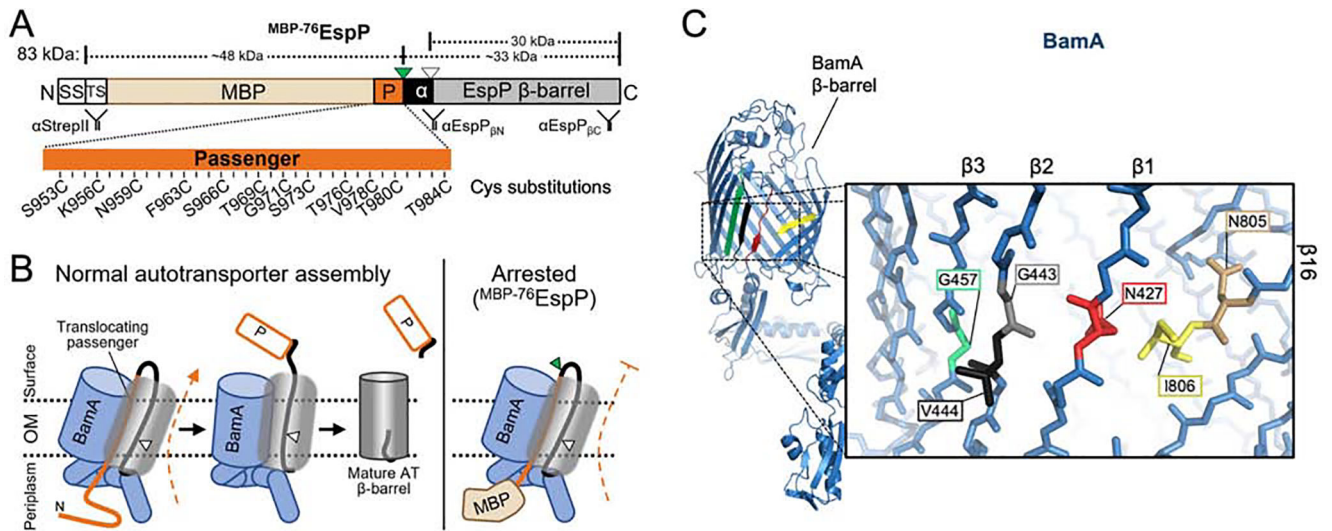 A
MBP-76EspP
83 kDa:
~48 kDa
30 kDa
~33 kDa
N SS TS MBP P α EspP β-barrel C
αStrepII
αEspPβN
αEspPβC
Passenger
S953C K956C N959C F963C S966C T969C G971C S973C T976C V978C T980C T984C
Cys substitutions
B
Normal autotransporter assembly
Arrested
(MBP-76EspP)
Translocating
passenger
Surface
OM
Periplasm
BamA
N
P
BamA
P
Mature AT
β-barrel
BamA
MBP
C
BamA
BamA
β-barrel
β3 β2 β1
β16
N805
G457
G443
N427
I806
V444